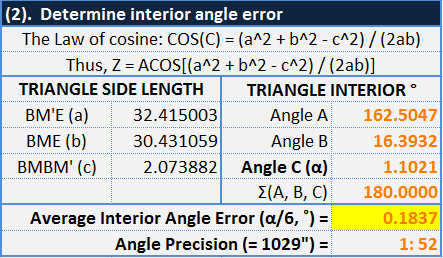 (2). Determine interior angle error
The Law of cosine: COS(C) = (a^2 + b^2 - c^2) / (2ab)
Thus, Z = ACOS[(a^2 + b^2 - c^2) / (2ab)]
TRIANGLE SIDE LENGTH TRIANGLE INTERIOR °
BM'E (a) 32.415003 Angle A 162.5047
BME (b) 30.431059 Angle B 16.3932
BMBM' (c) 2.073882 Angle C (α) 1.1021
Σ(A, B, C) 180.0000
Average Interior Angle Error (α/6, °) = 0.1837
Angle Precision (= 1029") = 1: 52